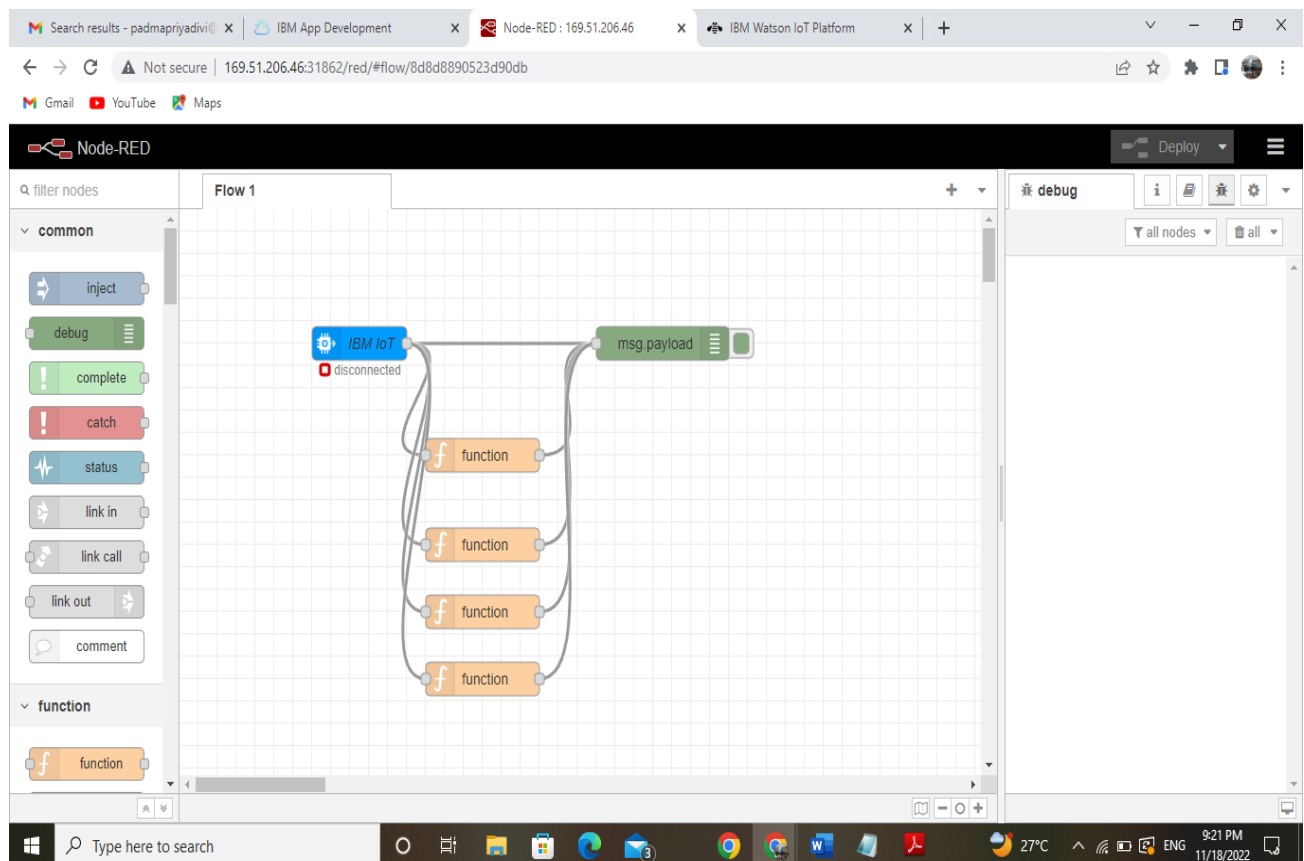 Search results - padmapriyadivi@
IBM App Development
Node-RED : 169.51.206.46
IBM Watson IoT Platform
Not secure | 169.51.206.46:31862/red/#flow/8d8d8890523d90db
Gmail YouTube Maps
Node-RED
Deploy
filter nodes
Flow 1
debug
common
all nodes
all
inject
debug
complete
catch
status
link in
link call
link out
comment
function
function
IBM IoT
disconnected
msg.payload
function
function
function
function
Type here to search
3
27°C
ENG
9:21 PM
11/18/2022